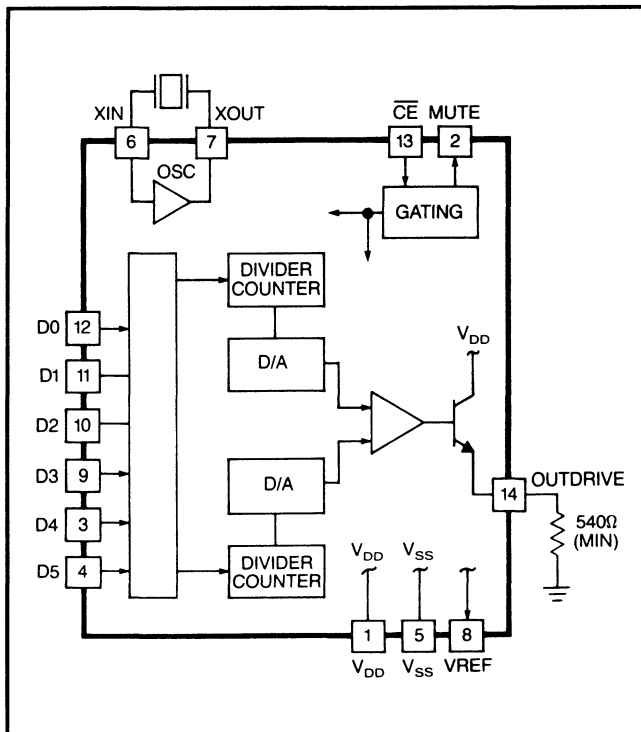 XIN
XOUT
6
7
OSC
CE
MUTE
13
2
GATING
DIVIDER
COUNTER
D/A
D0
12
D1
11
D2
10
D3
9
D4
3
D5
4
D/A
DIVIDER
COUNTER
VDD
14
OUTDRIVE
540Ω
(MIN)
VDD
VSS
1
5
8
VDD
VSS
VREF